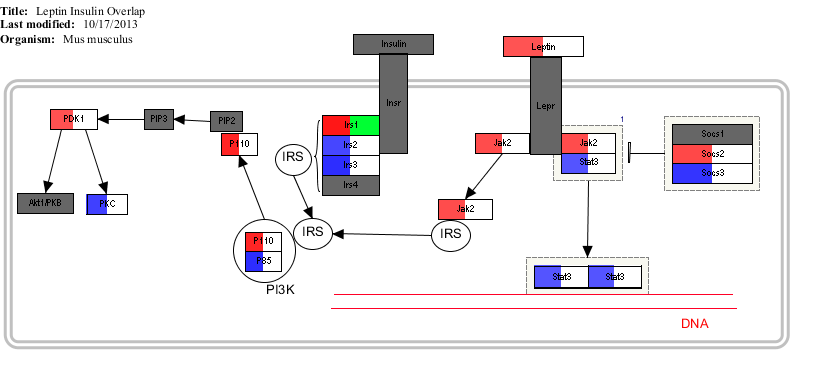 Title: Leptin Insulin Overlap
Last modified: 10/17/2013
Organism: Mus musculus
Insulin
Leptin
Insr
Lepr
PDK1
PIP3
PIP2
P110
Irs1
Irs2
Irs3
Irs4
IRS
Jak2
Jak2
Stat3
1
Socs1
Socs2
Socs3
Akt1/PKB
PKC
Jak2
IRS
IRS
P110
P85
PI3K
Stat3
Stat3
DNA